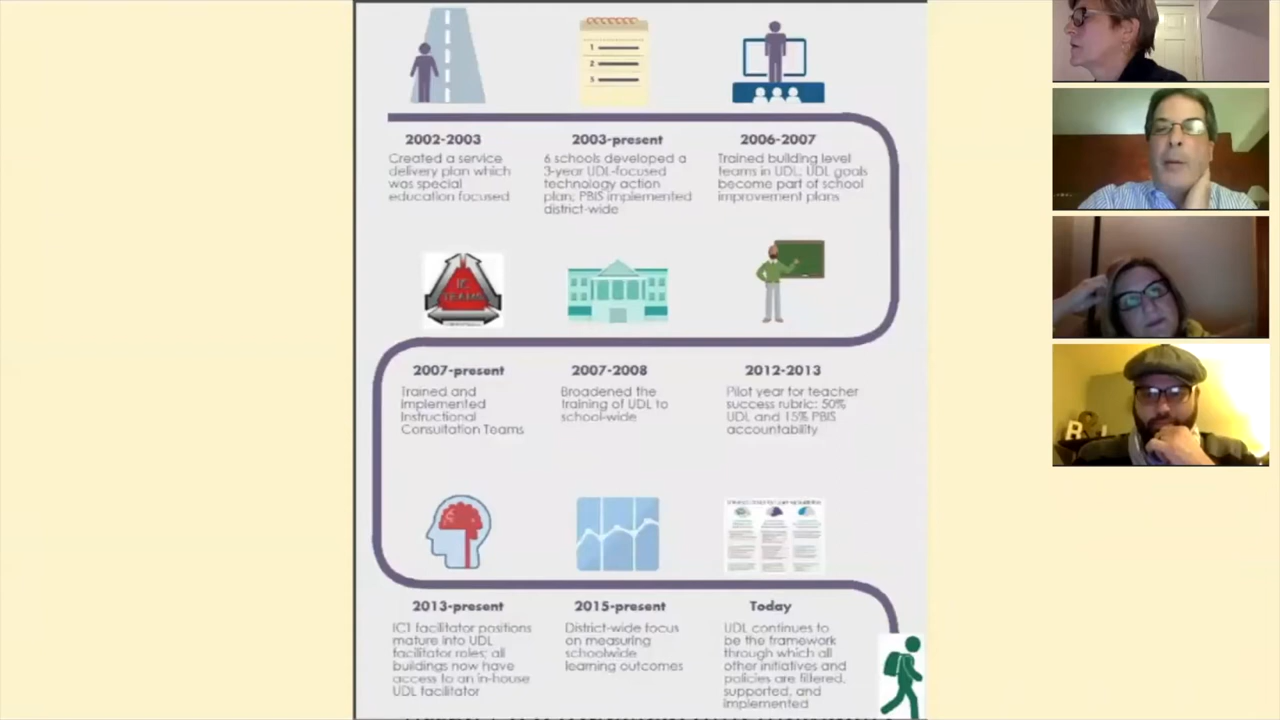 1
2
3
2002-2003
Created a service
delivery plan which
was special
education focused
2003-present
6 schools developed a
3-year UDL-focused
technology action
plan, PBIS implemented
district-wide
2006-2007
Trained building level
teams in UDL; UDL goals
become part of school
improvement plans
IC
TEAMS
2007-present
Trained and
implemented
Instructional
Consultation Teams
2007-2008
Broadened the
training of UDL to
school-wide
2012-2013
Pilot year for teacher
success rubric: 50%
UDL and 15% PBIS
accountability
2013-present
ICT facilitator positions
mature into UDL
facilitator roles; all
buildings now have
access to an in-house
UDL facilitator
2015-present
District-wide focus
on measuring
schoolwide
learning outcomes
Today
UDL continues to
be the framework
through which all
other initiatives and
policies are filtered,
supported, and
implemented